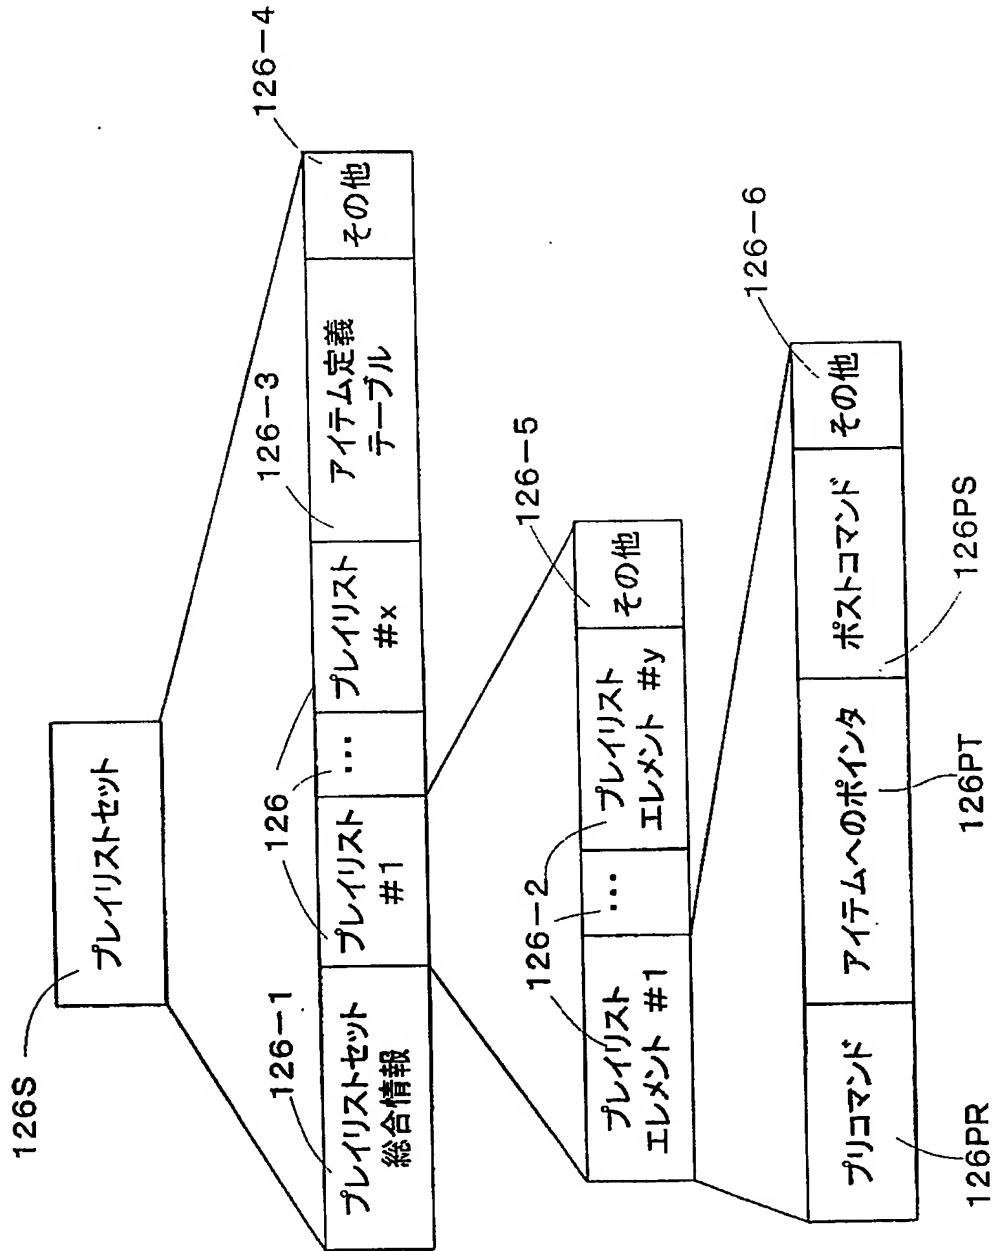 126S
プレイリストセット
126-1
126
126-3
126-4
プレイリストセット
総合情報
プレイリスト
#1
...
プレイリスト
#x
アイテム定義
テーブル
その他
126-2
126-5
プレイリスト
エレメント #1
...
プレイリスト
エレメント #y
その他
126-6
プリコマンド
アイテムへのポインタ
ポストコマンド
その他
126PR
126PT
126PS